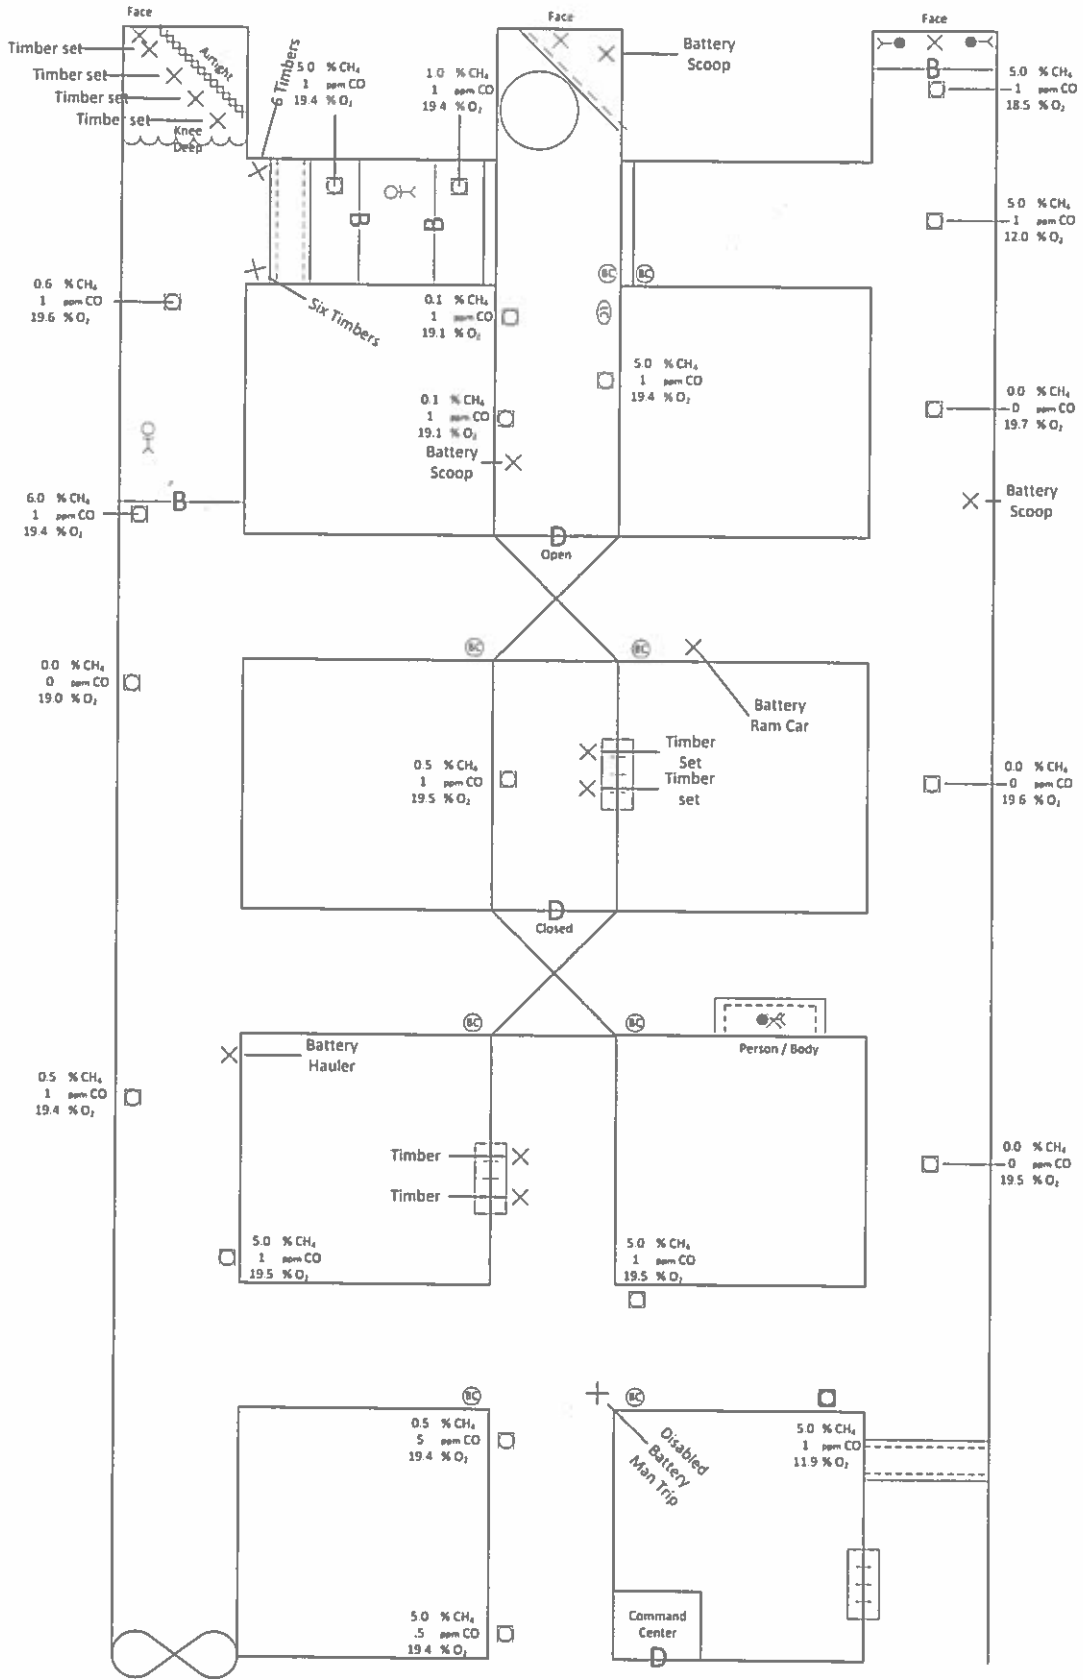 Face
Face
Face
Timber set
Timber set
Timber set
Timber set
Airtight
Knee
Deep
6 Timbers
5.0 % CH₄
1 ppm CO
19.4 % O₂
1.0 % CH₄
1 ppm CO
19.4 % O₂
Battery
Scoop
B
5.0 % CH₄
1 ppm CO
18.5 % O₂
B
B
5.0 % CH₄
1 ppm CO
12.0 % O₂
BC
BC
BC
0.6 % CH₄
1 ppm CO
19.6 % O₂
Six Timbers
0.1 % CH₄
1 ppm CO
19.1 % O₂
5.0 % CH₄
1 ppm CO
19.4 % O₂
0.1 % CH₄
1 ppm CO
19.1 % O₂
0.0 % CH₄
0 ppm CO
19.7 % O₂
Battery
Scoop
B
6.0 % CH₄
1 ppm CO
19.4 % O₂
Battery
Scoop
D
Open
BC
BC
0.0 % CH₄
0 ppm CO
19.0 % O₂
Battery
Ram Car
Timber
Set
Timber
set
0.5 % CH₄
1 ppm CO
19.5 % O₂
0.0 % CH₄
0 ppm CO
19.6 % O₂
D
Closed
BC
BC
Person / Body
Battery
Hauler
0.5 % CH₄
1 ppm CO
19.4 % O₂
Timber
Timber
0.0 % CH₄
0 ppm CO
19.5 % O₂
5.0 % CH₄
1 ppm CO
19.5 % O₂
5.0 % CH₄
1 ppm CO
19.5 % O₂
BC
BC
0.5 % CH₄
5 ppm CO
19.4 % O₂
Disabled
Battery
Man Trip
5.0 % CH₄
1 ppm CO
11.9 % O₂
5.0 % CH₄
.5 ppm CO
19.4 % O₂
Command
Center
D